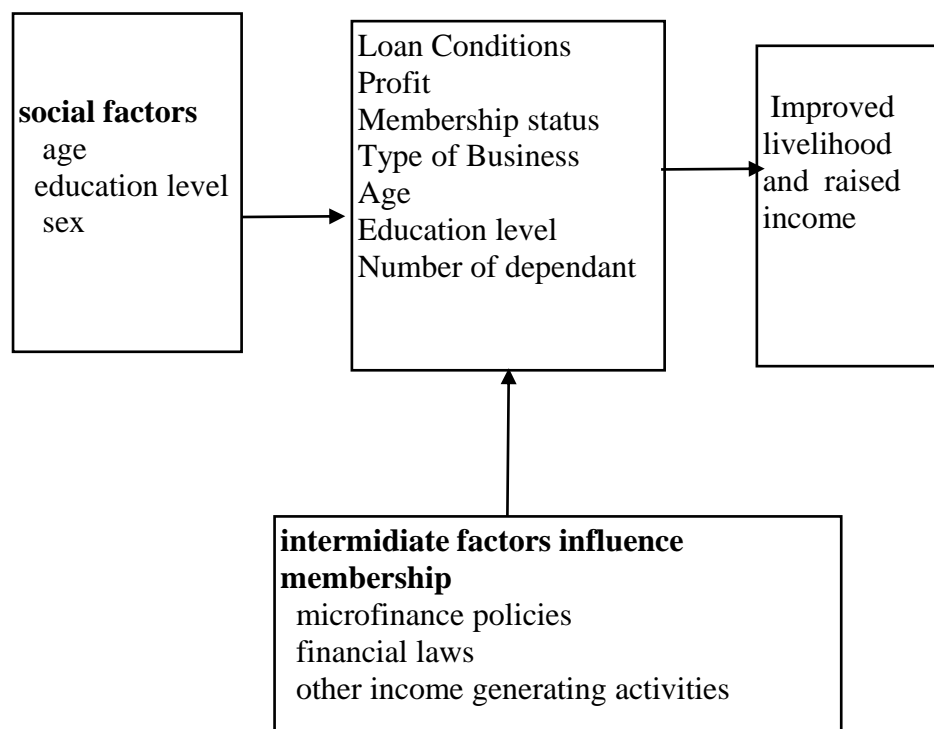 social factors
age
education level
sex
Loan Conditions
Profit
Membership status
Type of Business
Age
Education level
Number of dependant
Improved
livelihood
and raised
income
intermidiate factors influence
membership
microfinance policies
financial laws
other income generating activities